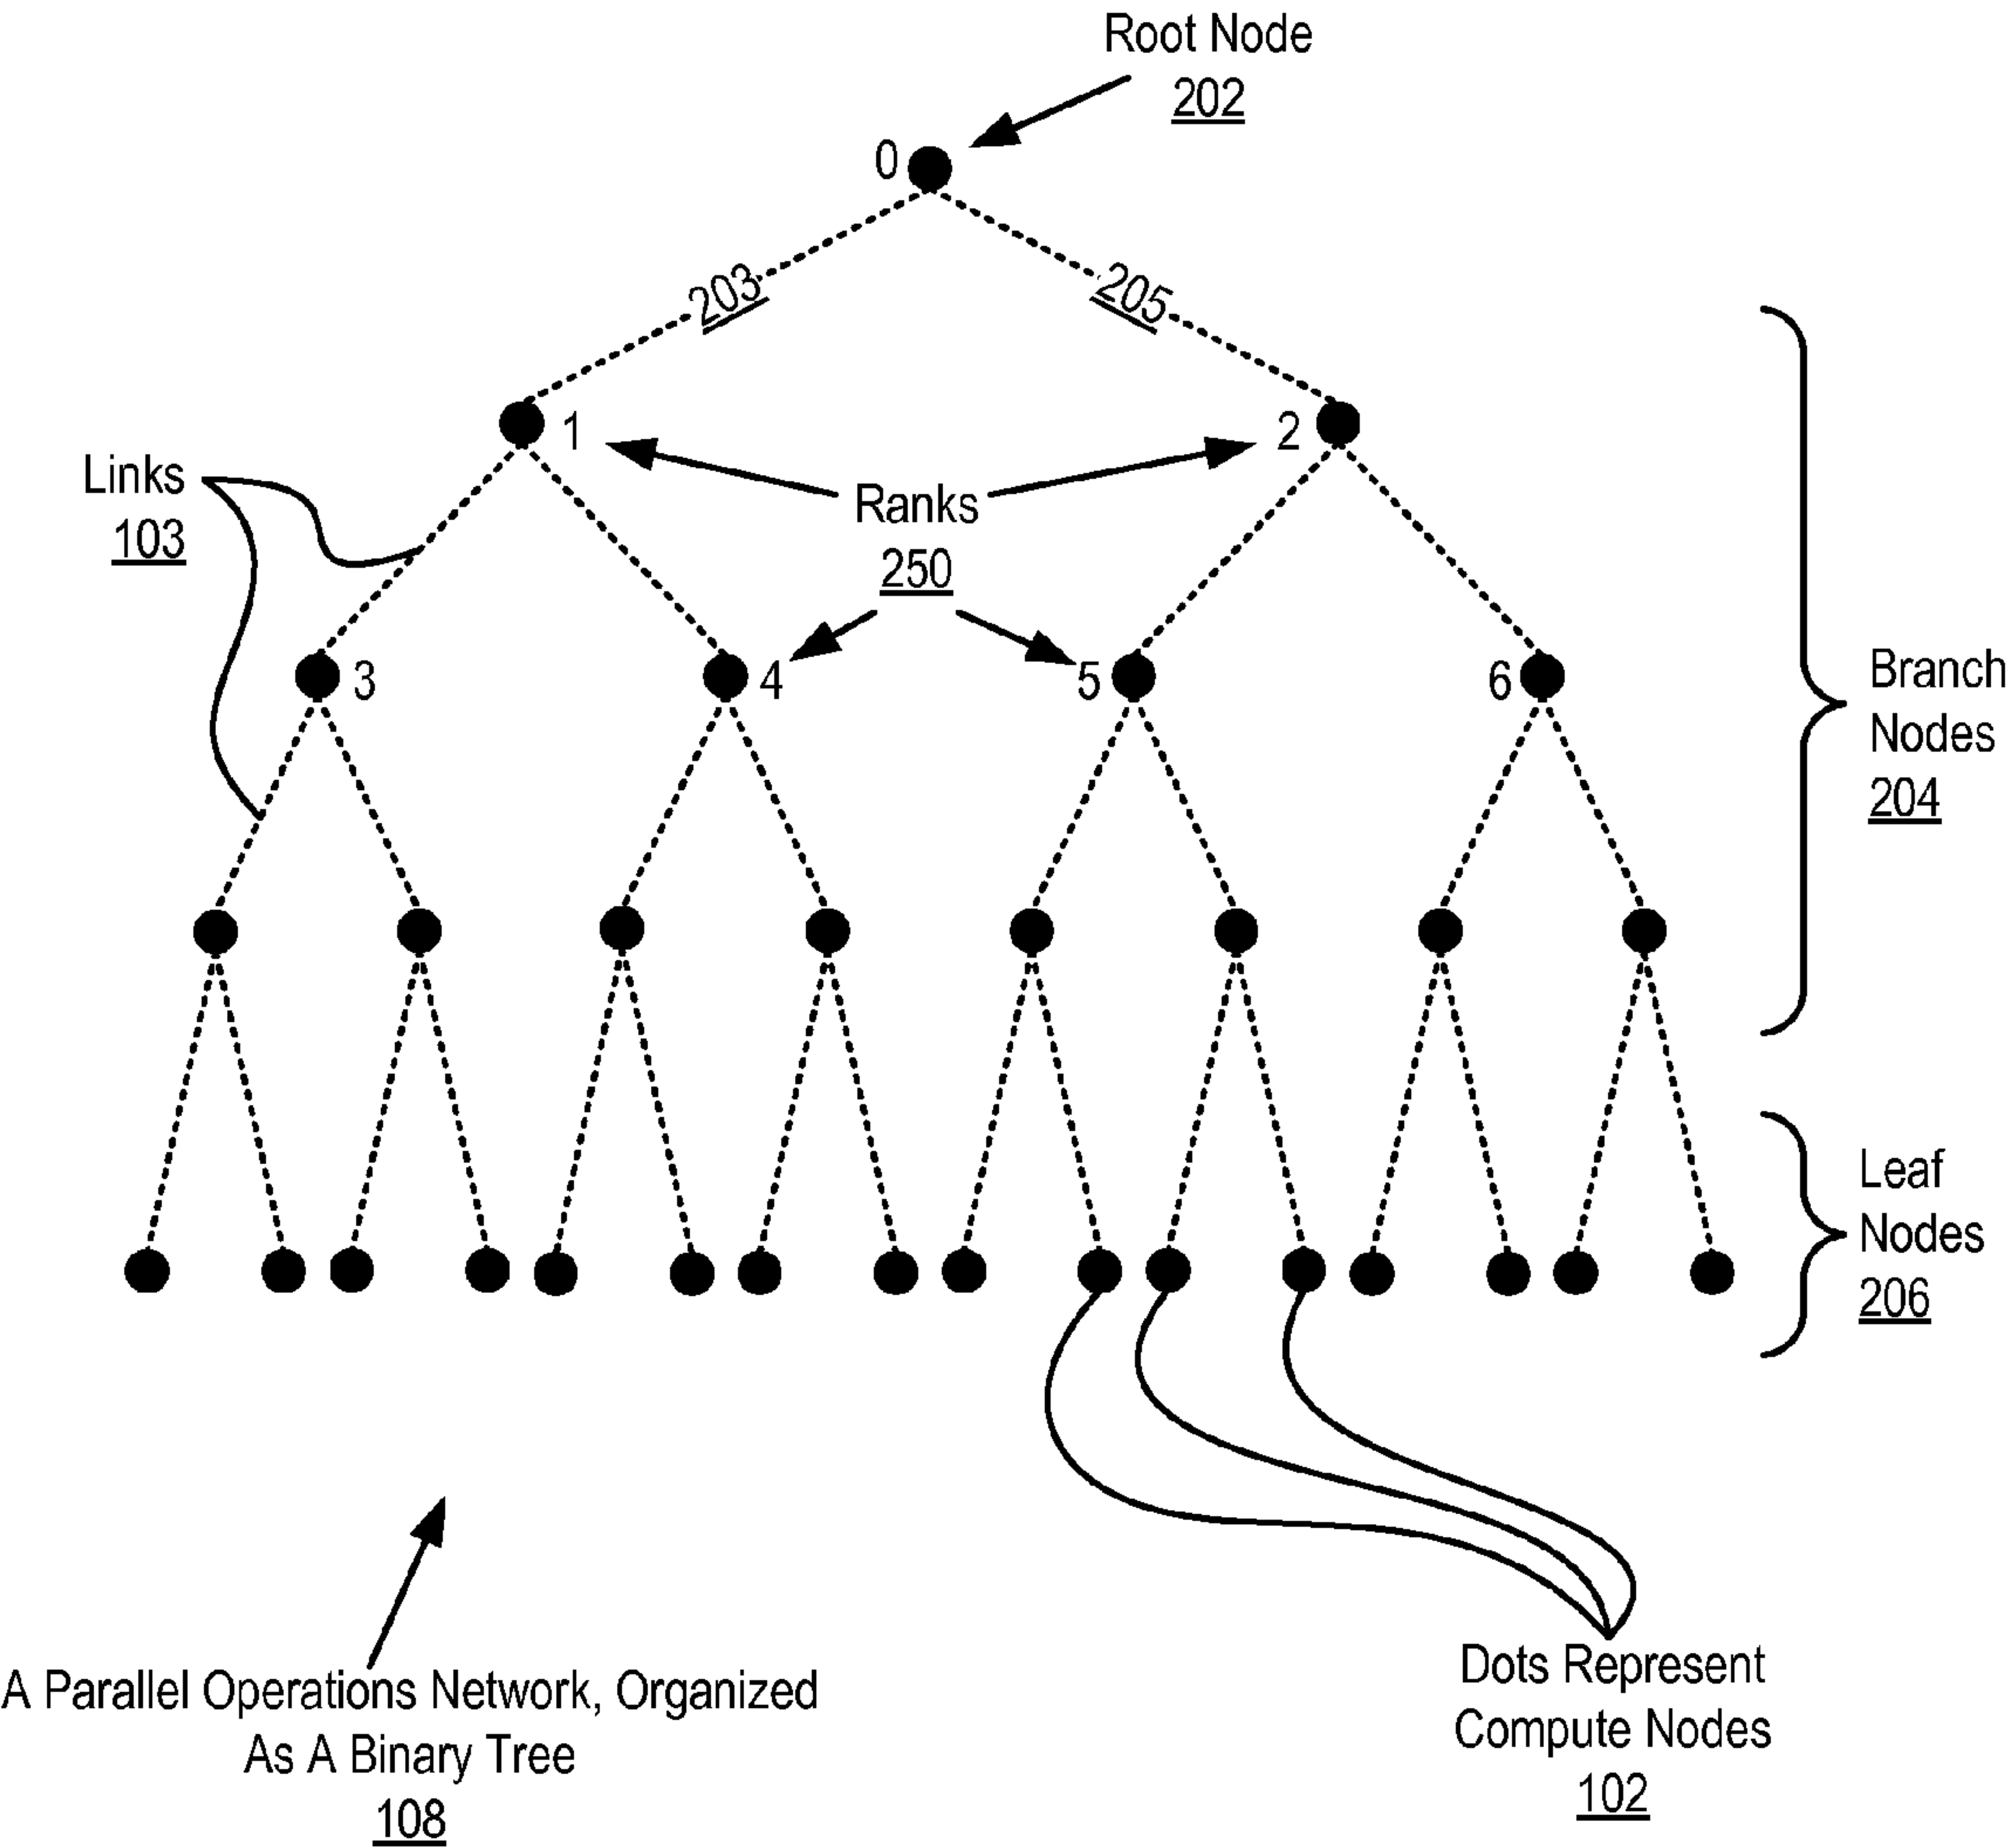 Root Node
202
0
203
205
1
2
Links
103
Ranks
250
3
4
5
6
Branch
Nodes
204
Leaf
Nodes
206
A Parallel Operations Network, Organized
As A Binary Tree
108
Dots Represent
Compute Nodes
102